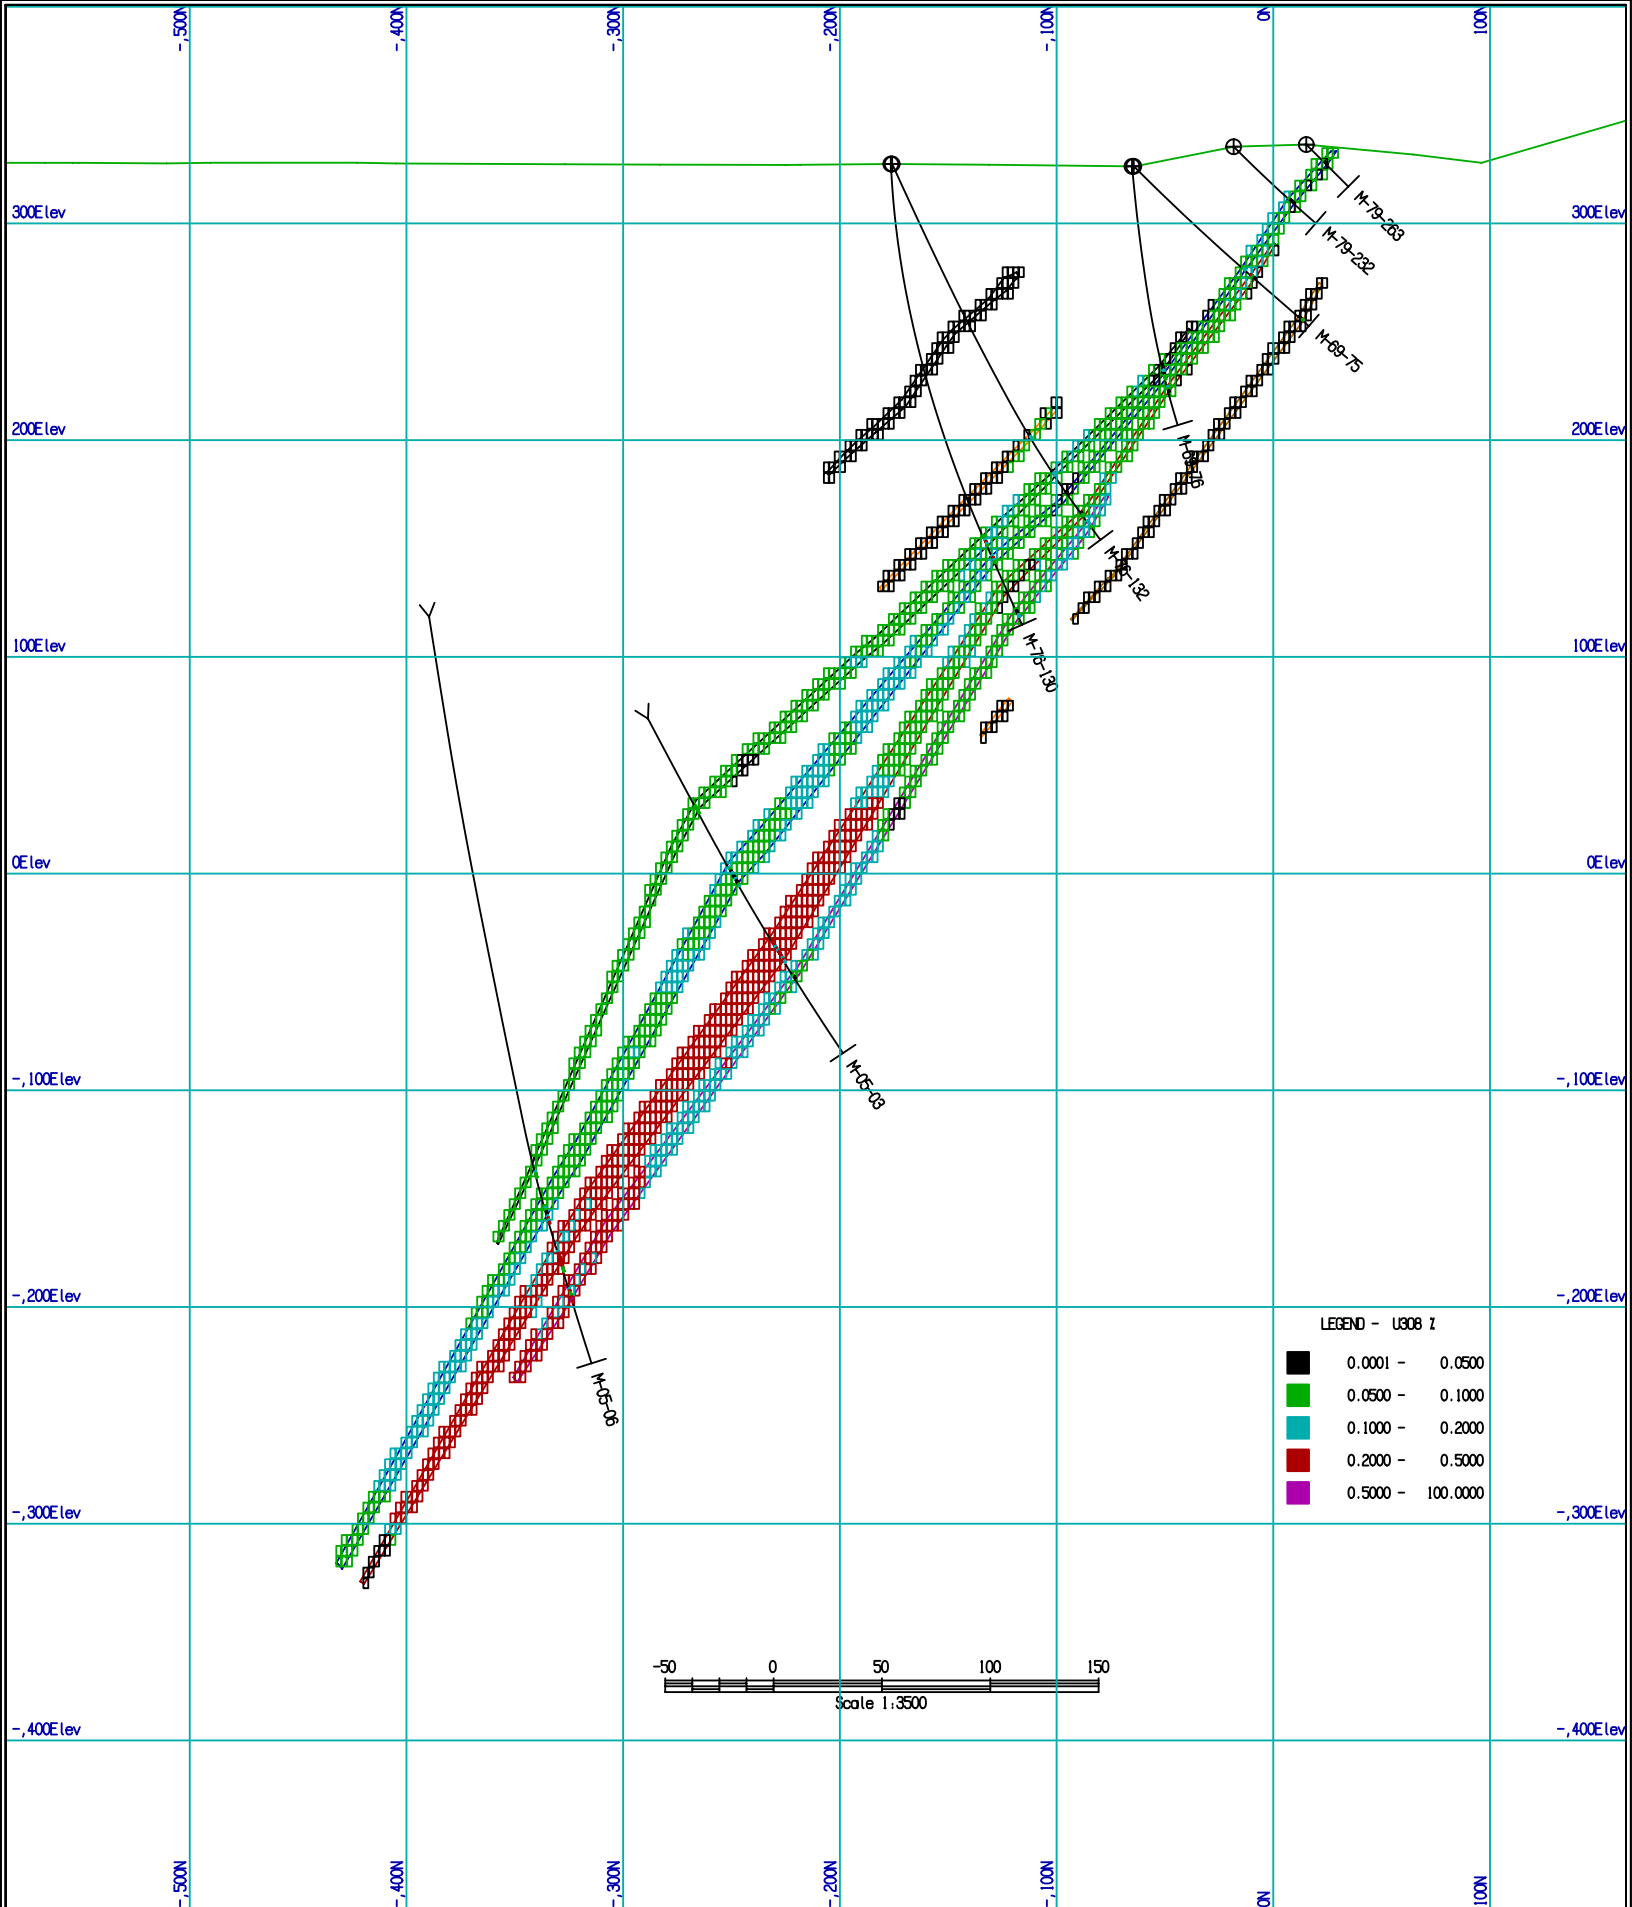 -,500N
-,400N
-,300N
-,200N
-,100N
0N
100N
M-79-263
300Elev
300Elev
M-79-232
M-69-75
200Elev
200Elev
M-69-76
M-76-132
100Elev
100Elev
M-76-130
0Elev
0Elev
M-05-03
-,100Elev
-,100Elev
-,200Elev
-,200Elev
LEGEND - U308 %
0.0001 - 0.0500
0.0500 - 0.1000
0.1000 - 0.2000
0.2000 - 0.5000
0.5000 - 100.0000
M-05-06
-,300Elev
-,300Elev
-50 0 50 100 150
Scale 1:3500
-,400Elev
-,400Elev
-,500N
-,400N
-,300N
-,200N
-,100N
0N
100N